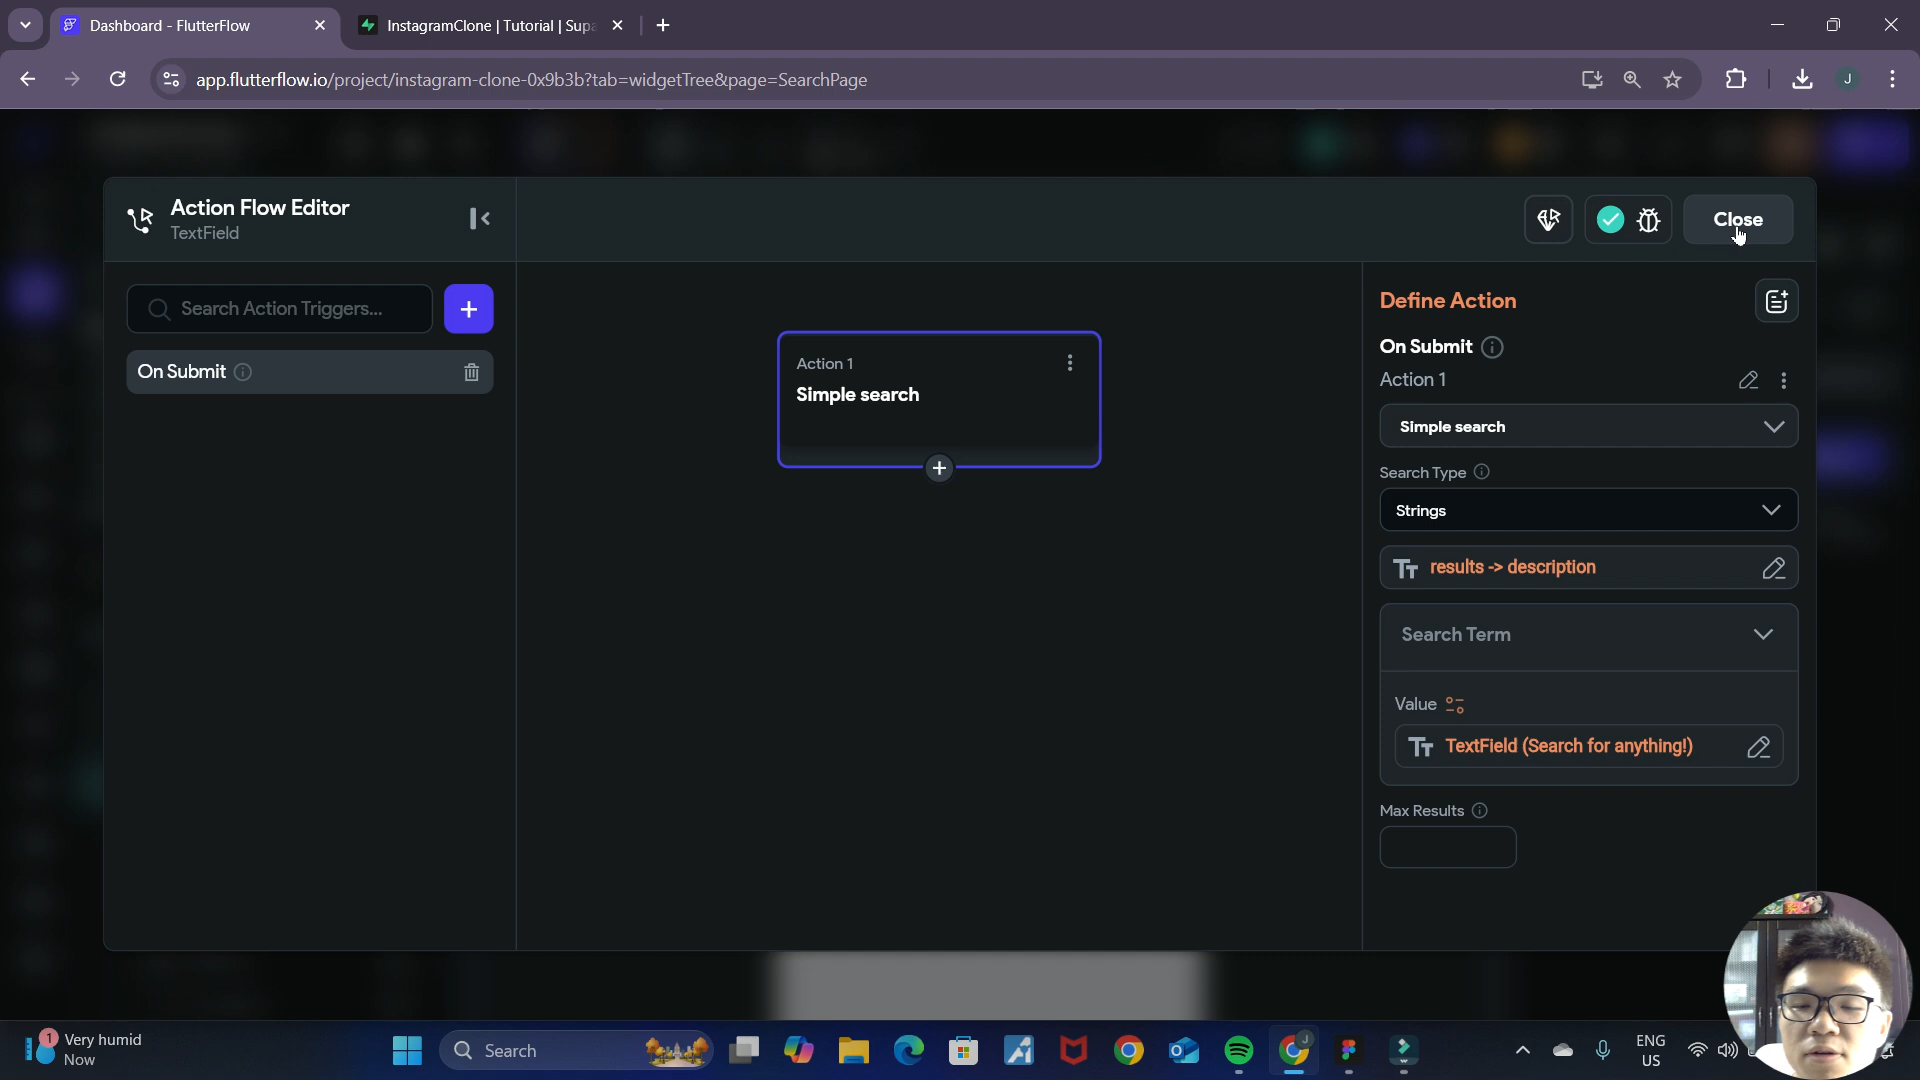 Dashboard - FlutterFlow
InstagramClone | Tutorial | Supa
app.flutterflow.io/project/instagram-clone-0x9b3b?tab=widgetTree&page=SearchPage
J
Action Flow Editor
TextField
Close
Search Action Triggers...
On Submit
Action 1
Simple search
Define Action
On Submit
Action 1
Simple search
Search Type
Strings
results -> description
Search Term
Value
TextField (Search for anything!)
Max Results
1
Very humid
Now
Search
J
ENG
US